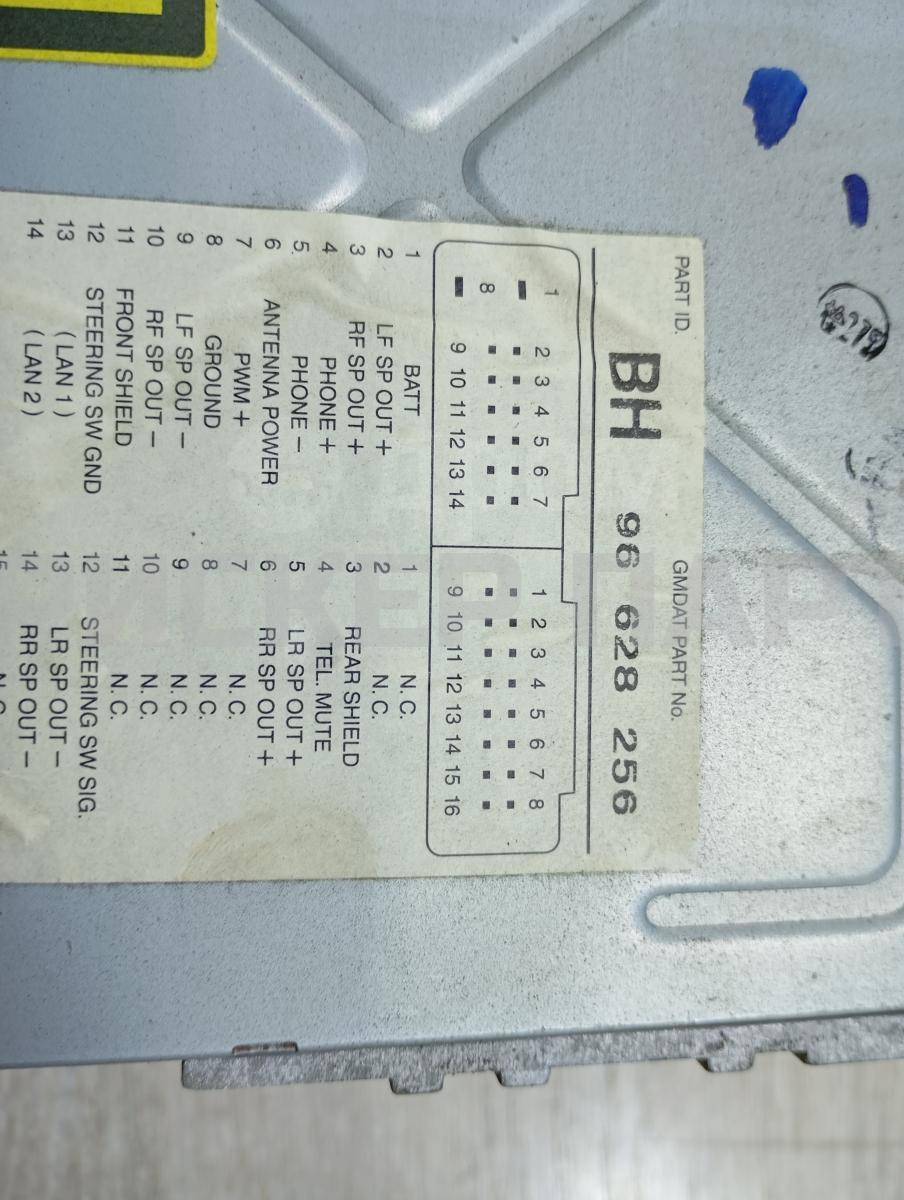 PART ID.
GMDAT PART No.
BH 96 628 256
1 2 3 4 5 6 7
1 2 3 4 5 6 7 8
8 9 10 11 12 13 14
9 10 11 12 13 14 15 16
1 BATT
2 LF SP OUT +
3 RF SP OUT +
4 PHONE +
5. PHONE −
6 ANTENNA POWER
7 PWM +
8 GROUND
9 LF SP OUT −
10 RF SP OUT −
11 FRONT SHIELD
12 STEERING SW GND
13 ( LAN 1 )
14 ( LAN 2 )
1 N. C.
2 N. C.
3 REAR SHIELD
4 TEL. MUTE
5 LR SP OUT +
6 RR SP OUT +
7 N. C.
8 N. C.
9 N. C.
10 N. C.
11 N. C.
12 STEERING SW SIG.
13 LR SP OUT −
14 RR SP OUT −
15 N. C.